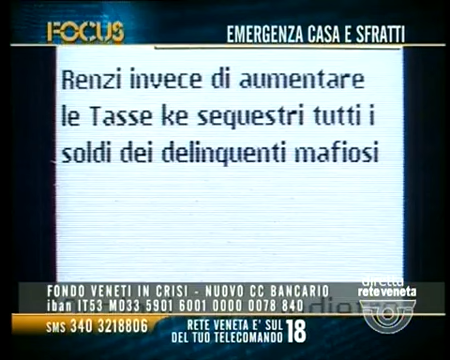 FOCUS
EMERGENZA CASA E SFRATTI
Renzi invece di aumentare
le Tasse ke sequestri tutti i
soldi dei delinquenti mafiosi
FONDO VENETI IN CRISI - NUOVO CC BANCARIO
iban IT53 M033 5901 6001 0000 0078 840
diretta
reteveneta
SMS 340 3218806
RETE VENETA E' SUL
DEL TUO TELECOMANDO 18